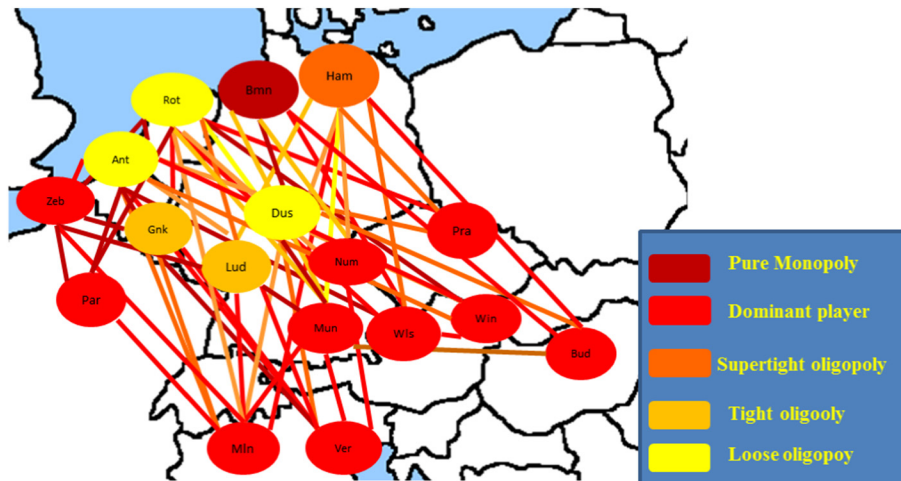 Ham
Brnn
Rot
Ant
Zeb
Dus
Gnk
Pra
Num
Lud
Par
Win
Mun
Wls
Bud
Mln
Ver
Pure Monopoly
Dominant player
Supertight oligopoly
Tight oligooly
Loose oligopoy